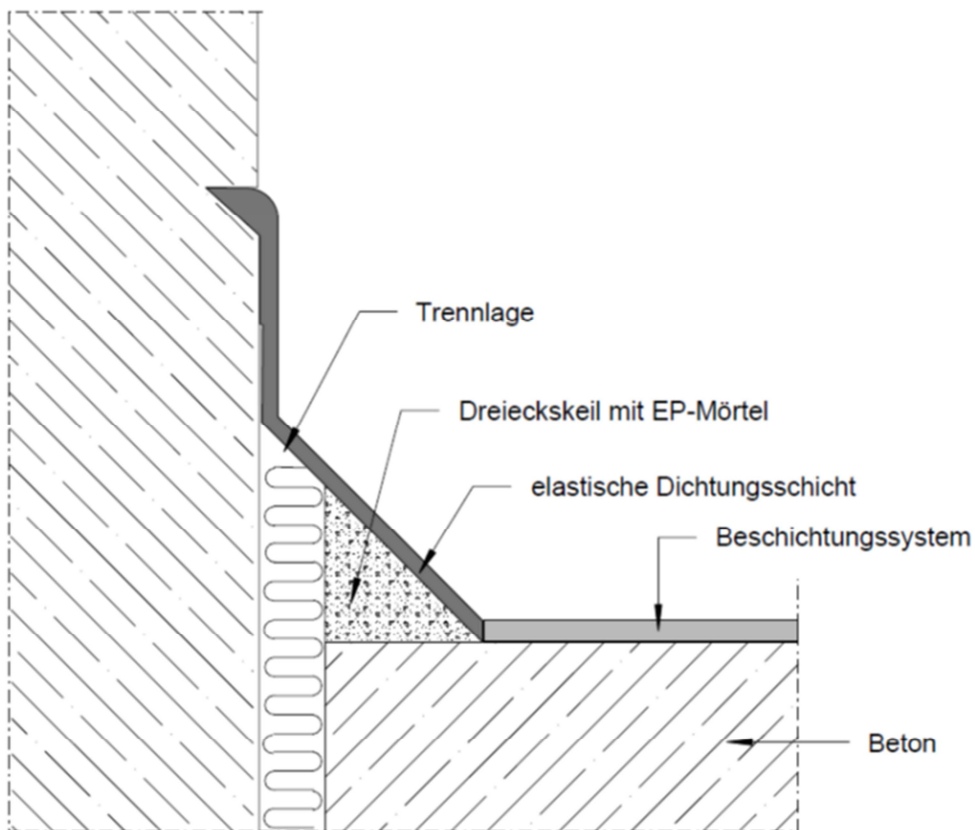 Trennlage
Dreieckskeil mit EP-Mörtel
elastische Dichtungsschicht
Beschichtungssystem
Beton